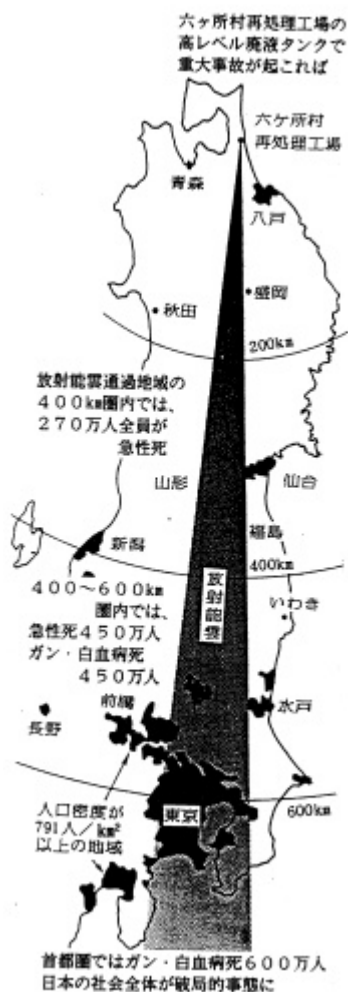 六ヶ所村再処理工場の
高レベル廃液タンクで
重大事故が起これば
六ケ所村
再処理工場
青森
八戸
秋田
盛岡
200km
放射能雲通過地域の
400km圏内では、
270万人全員が
急性死
山形
仙台
新潟
福島
400km
放射能雲
400〜600km
圏内では、
急性死450万人
ガン・白血病死
450万人
いわき
前橋
長野
水戸
人口密度が
791人/km²
以上の地域
東京
600km
首都圏ではガン・白血病死600万人
日本の社会全体が破局的事態に